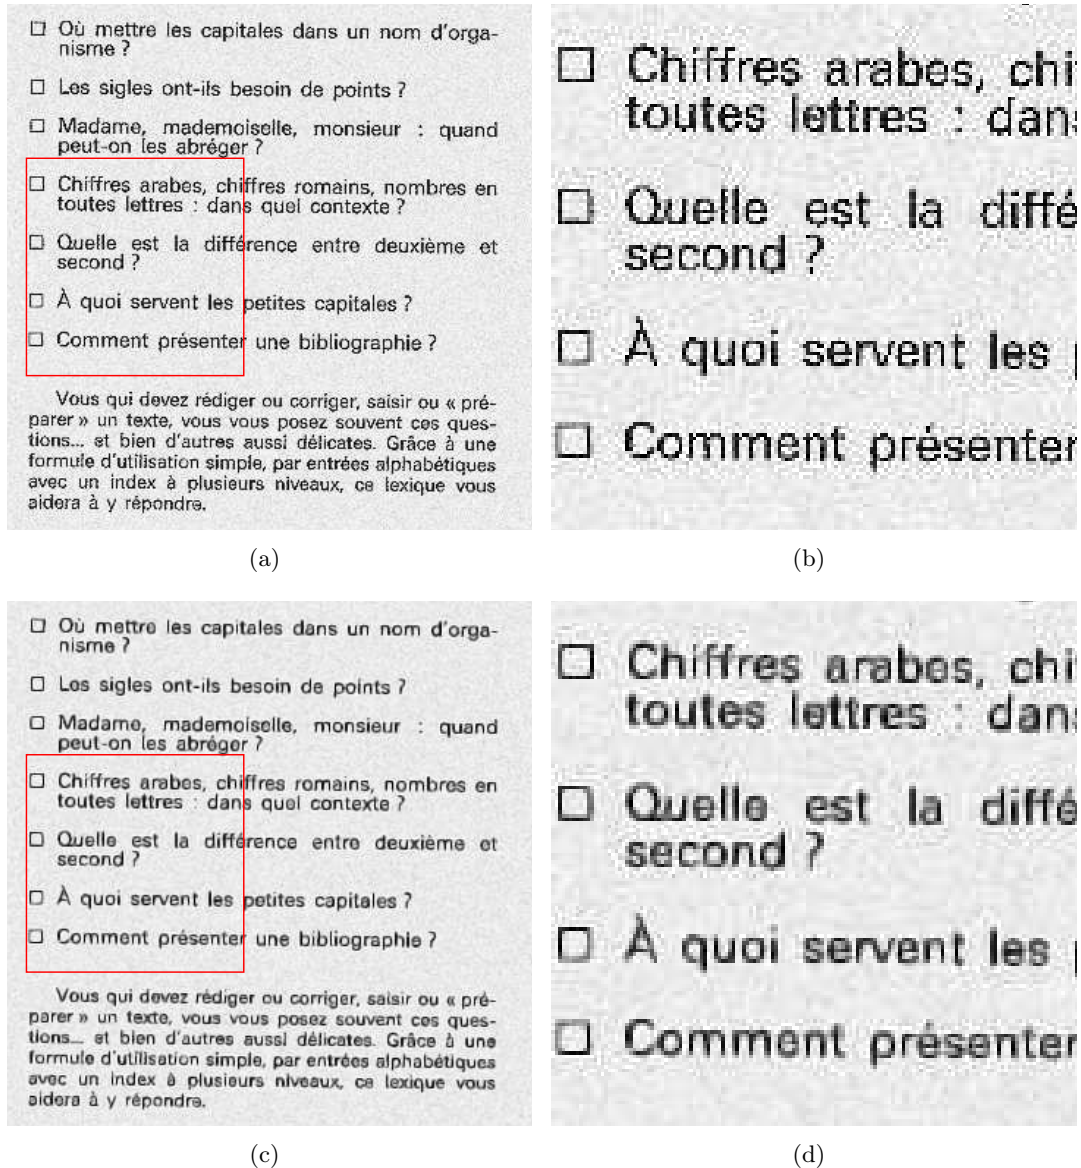 ☐ Où mettre les capitales dans un nom d'orga-
nisme ?
☐ Les sigles ont-ils besoin de points ?
☐ Madame, mademoiselle, monsieur : quand
peut-on les abréger ?
☐ Chiffres arabes, chiffres romains, nombres en
toutes lettres : dans quel contexte ?
☐ Quelle est la différence entre deuxième et
second ?
☐ À quoi servent les petites capitales ?
☐ Comment présenter une bibliographie ?
Vous qui devez rédiger ou corriger, saisir ou « pré-
parer » un texte, vous vous posez souvent ces ques-
tions... et bien d'autres aussi délicates. Grâce à une
formule d'utilisation simple, par entrées alphabétiques
avec un index à plusieurs niveaux, ce lexique vous
aidera à y répondre.
(a)
☐ Chiffres arabes, chi
toutes lettres : dans
☐ Quelle est la diffé
second ?
☐ À quoi servent les p
☐ Comment présenter
(b)
☐ Où mettre les capitales dans un nom d'orga-
nisme ?
☐ Les sigles ont-ils besoin de points ?
☐ Madame, mademoiselle, monsieur : quand
peut-on les abréger ?
☐ Chiffres arabes, chiffres romains, nombres en
toutes lettres : dans quel contexte ?
☐ Quelle est la différence entre deuxième et
second ?
☐ À quoi servent les petites capitales ?
☐ Comment présenter une bibliographie ?
Vous qui devez rédiger ou corriger, saisir ou « pré-
parer » un texte, vous vous posez souvent ces ques-
tions... et bien d'autres aussi délicates. Grâce à une
formule d'utilisation simple, par entrées alphabétiques
avec un index à plusieurs niveaux, ce lexique vous
aidera à y répondre.
(c)
☐ Chiffres arabes, chi
toutes lettres : dans
☐ Quelle est la diffé
second ?
☐ À quoi servent les p
☐ Comment présenter
(d)